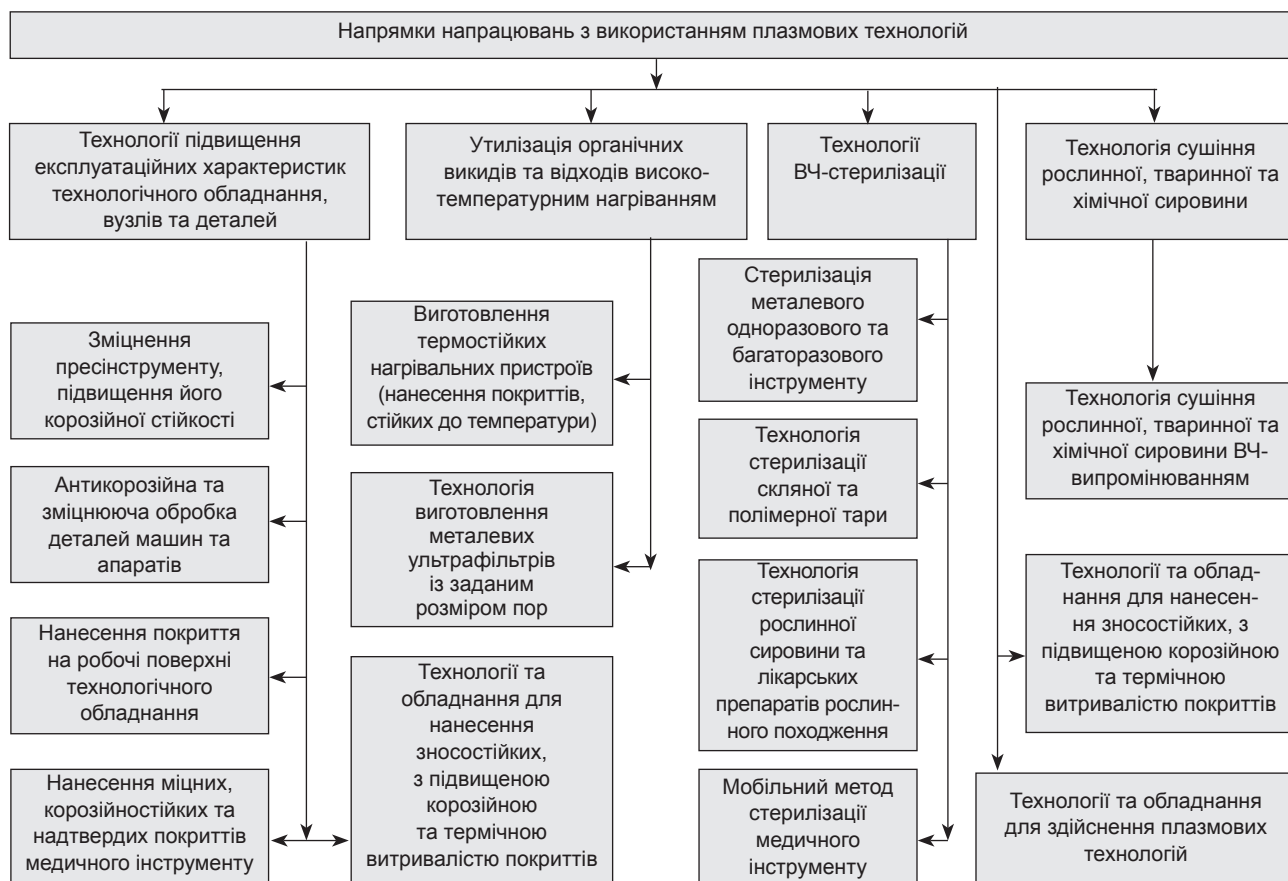 Напрямки напрацювань з використанням плазмових технологій
Технології підвищення
експлуатаційних характеристик
технологічного обладнання,
вузлів та деталей
Утилізація органічних
викидів та відходів високо-
температурним нагріванням
Технології
ВЧ-стерилізації
Технологія сушіння
рослинної, тваринної та
хімічної сировини
Зміцнення
пресінструменту,
підвищення його
корозійної стійкості
Антикорозійна та
зміцнююча обробка
деталей машин та
апаратів
Нанесення покриття
на робочі поверхні
технологічного
обладнання
Нанесення міцних,
корозійностійких та
надтвердих покриттів
медичного інструменту
Виготовлення
термостійких
нагрівальних пристроїв
(нанесення покриттів,
стійких до температури)
Технологія
виготовлення
металевих
ультрафільтрів
із заданим
розміром пор
Технології та
обладнання для
нанесення
зносостійких,
з підвищеною
корозійною
та термічною
витривалістю покриттів
Стерилізація
металевого
одноразового та
багаторазового
інструменту
Технологія
стерилізації
скляної та
полімерної тари
Технологія
стерилізації
рослинної
сировини та
лікарських
препаратів рослин-
ного походження
Мобільний метод
стерилізації
медичного
інструменту
Технологія сушіння
рослинної, тваринної та
хімічної сировини ВЧ-
випромінюванням
Технології та облад-
нання для нанесен-
ня зносостійких, з
підвищеною корозійною
та термічною
витривалістю покриттів
Технології та обладнання
для здійснення плазмових
технологій